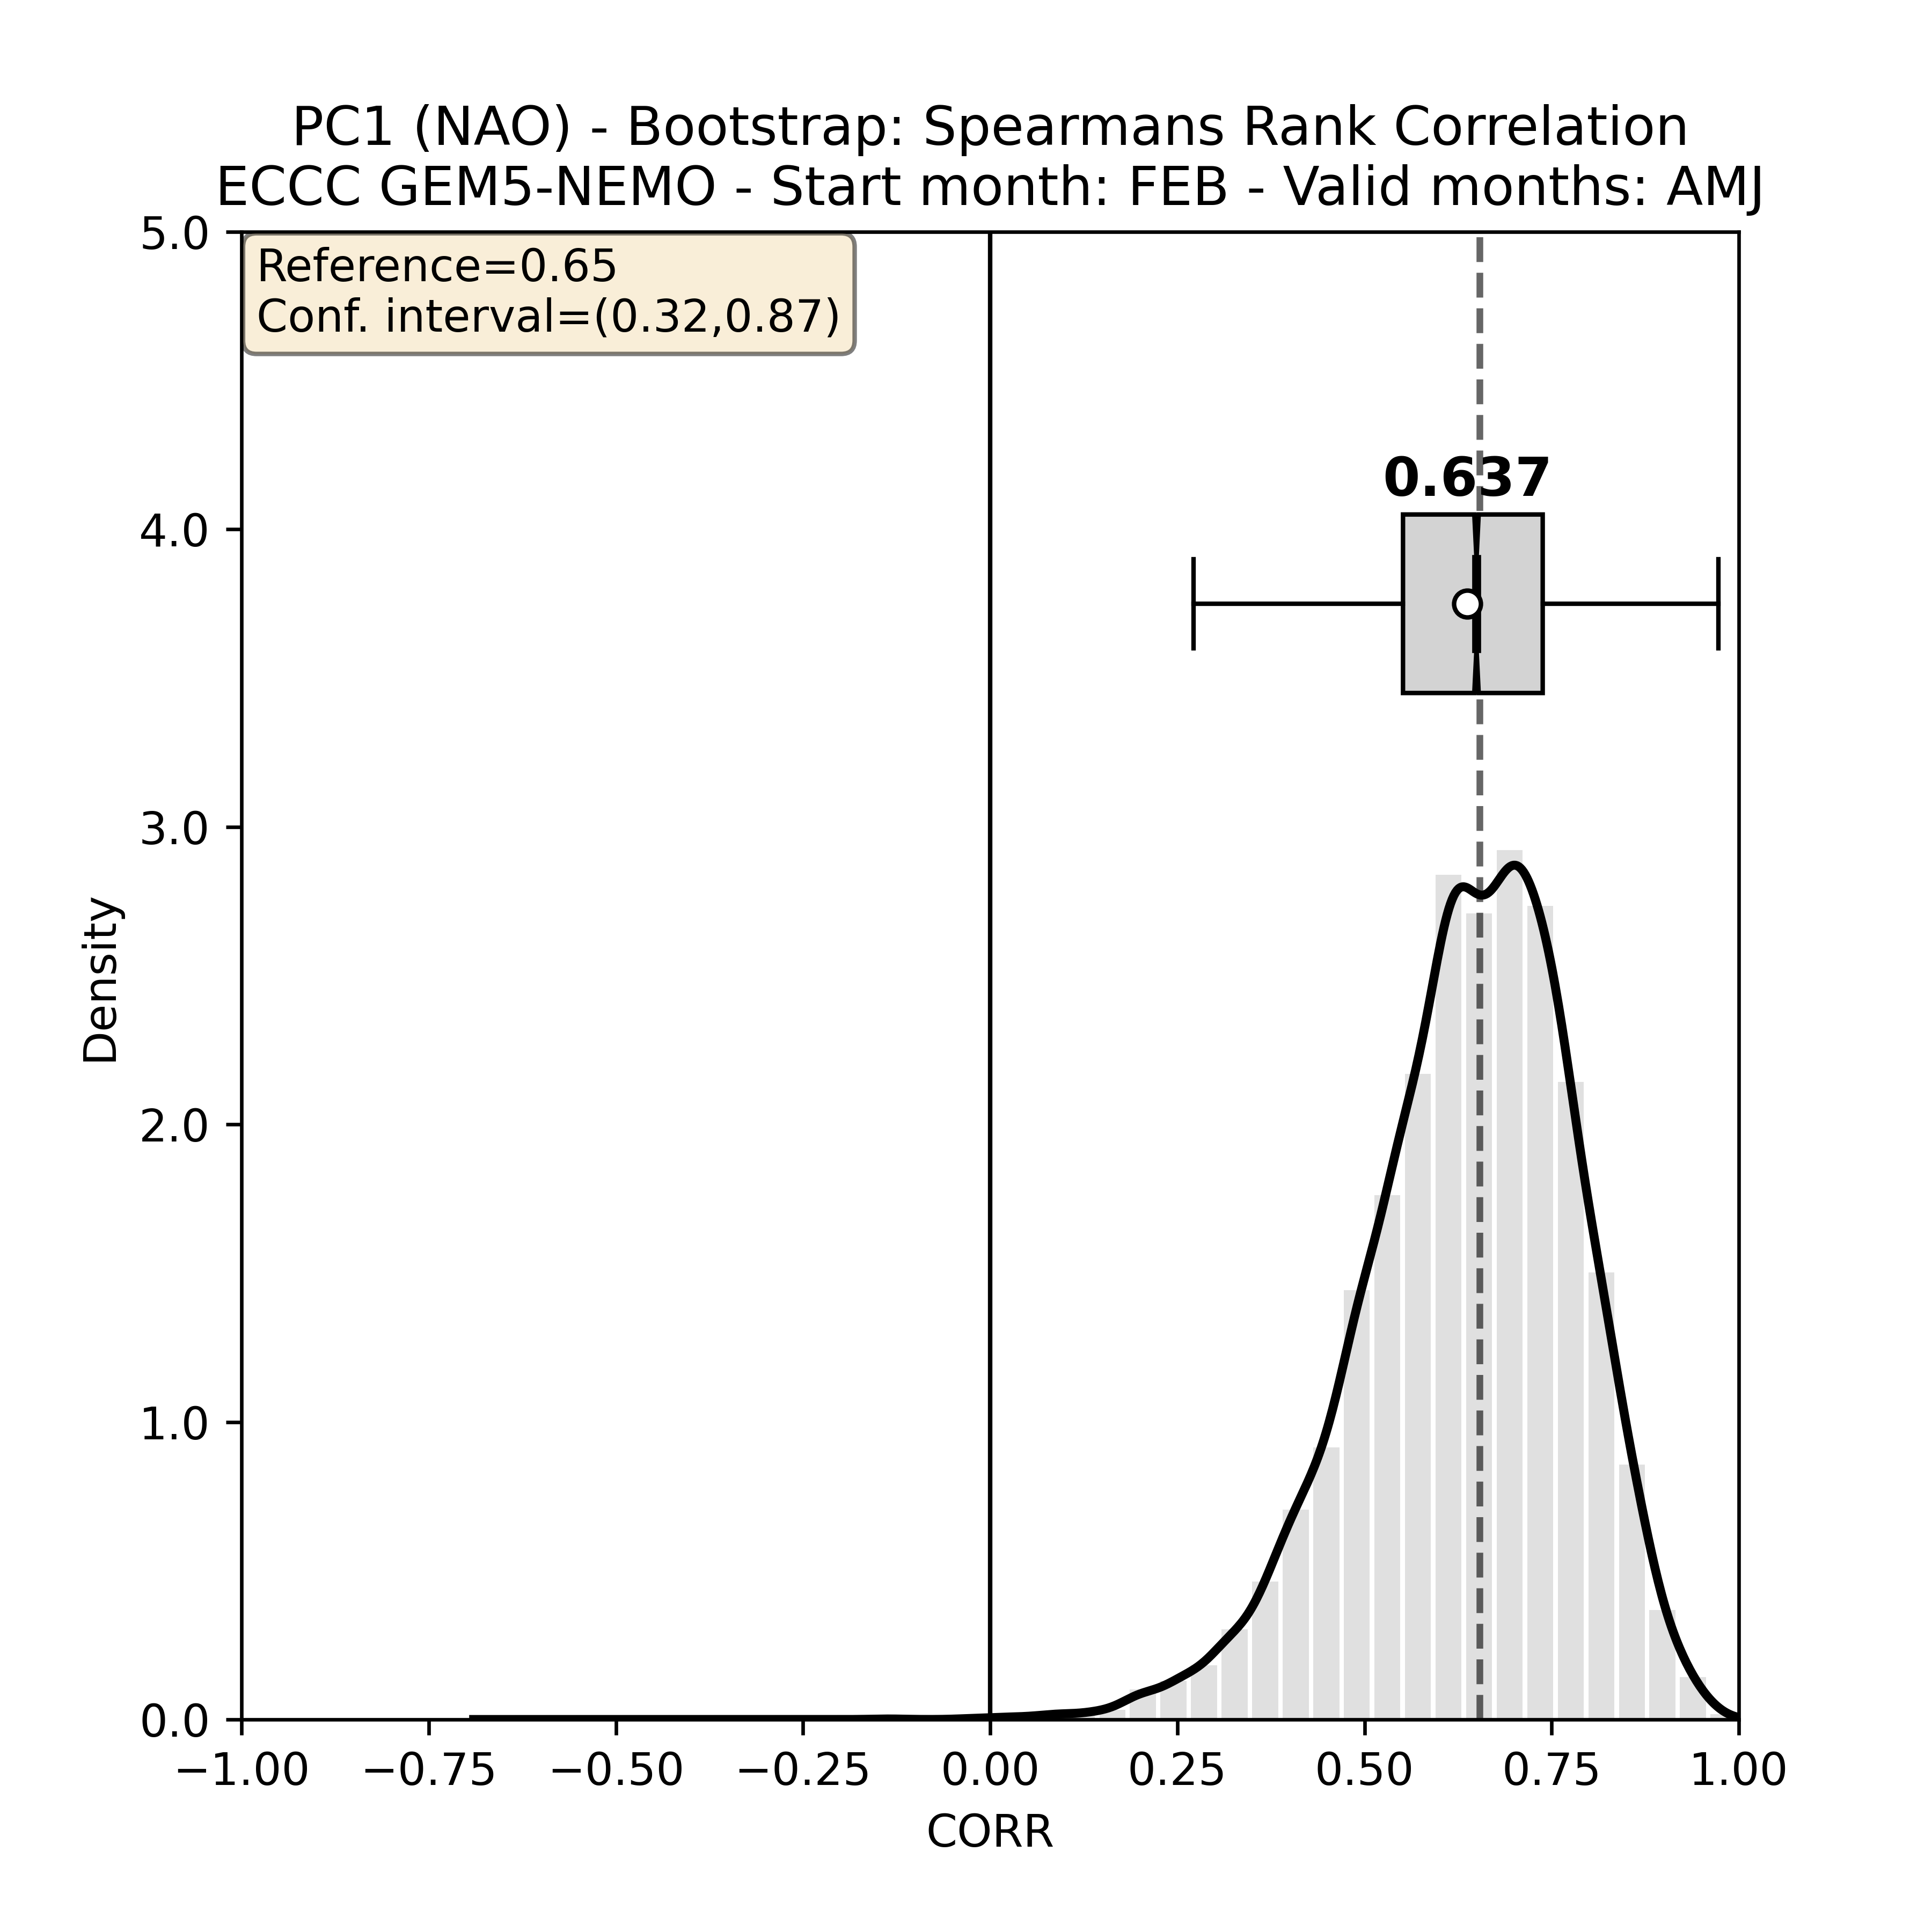 PC1 (NAO) - Bootstrap: Spearmans Rank Correlation
ECCC GEM5-NEMO - Start month: FEB - Valid months: AMJ
Reference=0.65
Conf. interval=(0.32,0.87)
0.637
5.0
4.0
3.0
2.0
1.0
0.0
Density
−1.00 −0.75 −0.50 −0.25 0.00 0.25 0.50 0.75 1.00
CORR